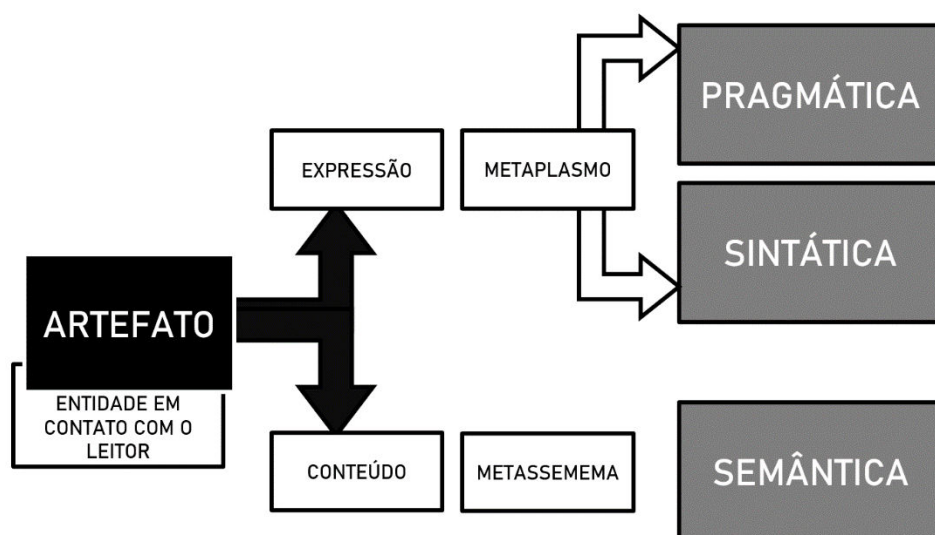 PRAGMÁTICA
EXPRESSÃO
METAPLASMO
SINTÁTICA
ARTEFATO
ENTIDADE EM
CONTATO COM O
LEITOR
CONTEÚDO
METASSEMEMA
SEMÂNTICA